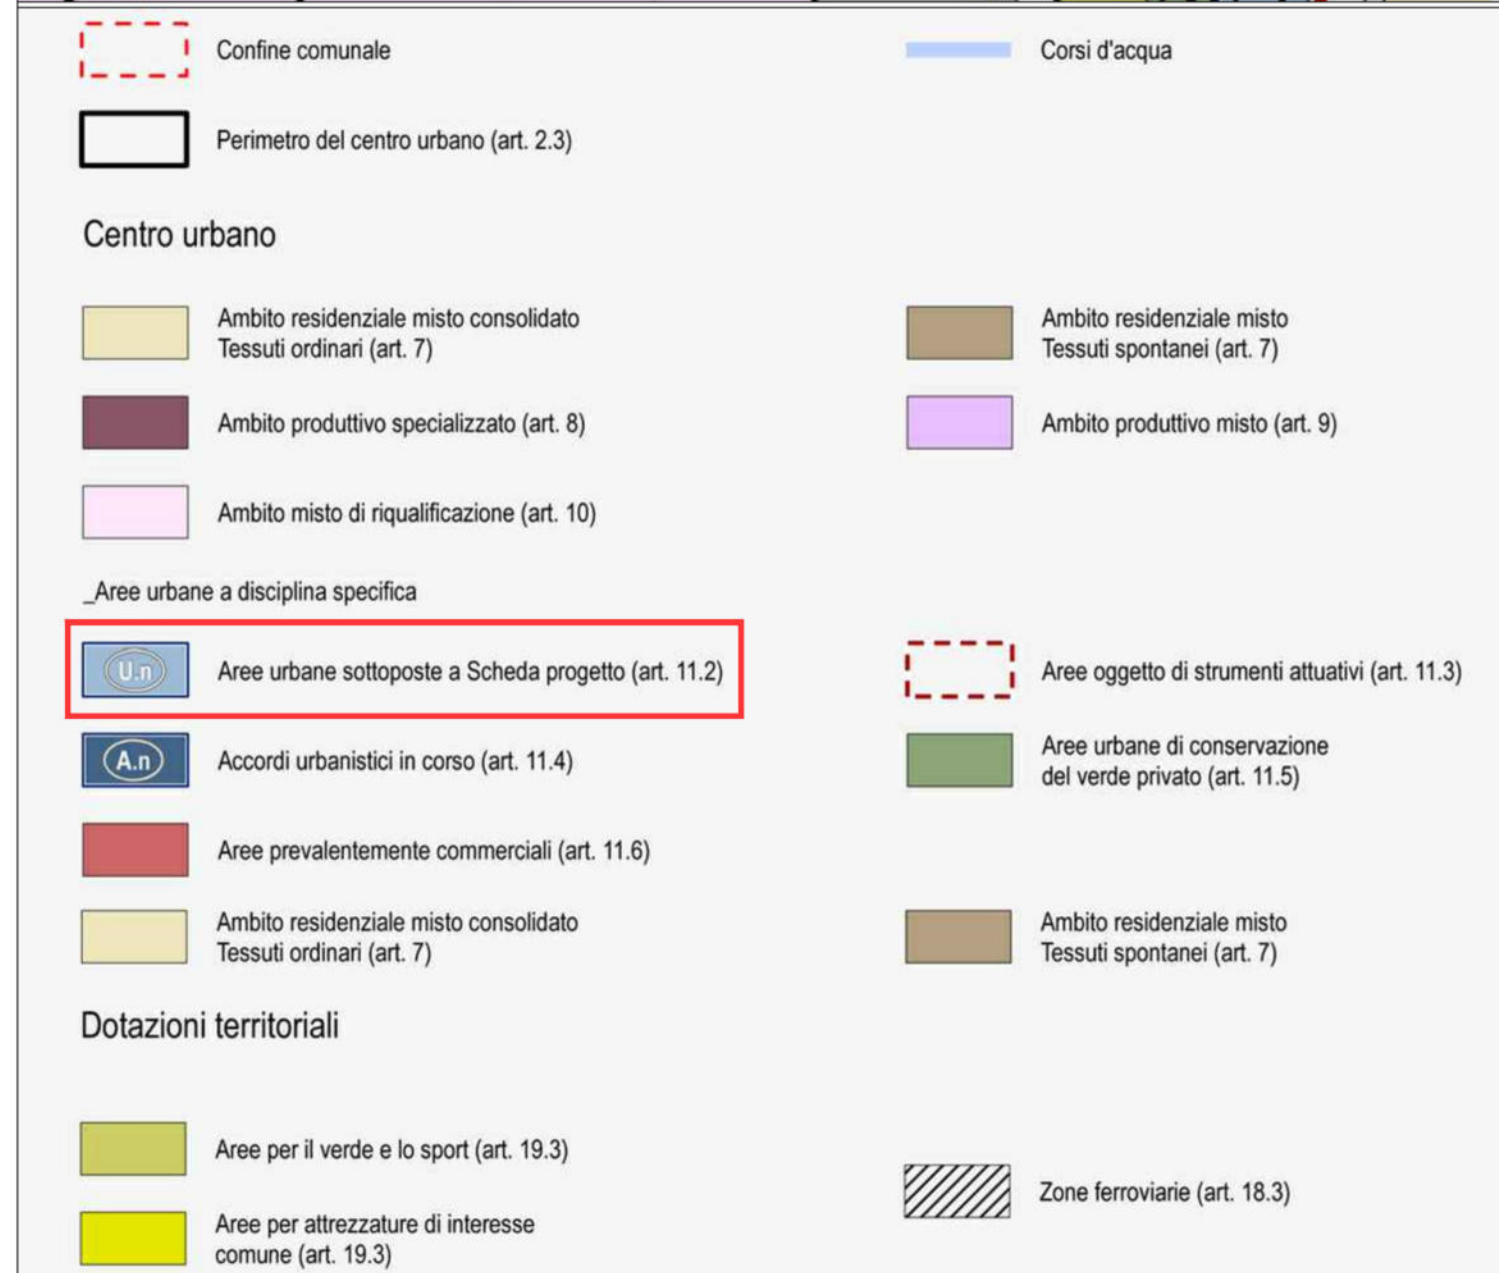 Confine comunale
Corsi d'acqua
Perimetro del centro urbano (art. 2.3)
Centro urbano
Ambito residenziale misto consolidato
Tessuti ordinari (art. 7)
Ambito residenziale misto
Tessuti spontanei (art. 7)
Ambito produttivo specializzato (art. 8)
Ambito produttivo misto (art. 9)
Ambito misto di riqualificazione (art. 10)
_Aree urbane a disciplina specifica
U.n
Aree urbane sottoposte a Scheda progetto (art. 11.2)
Aree oggetto di strumenti attuativi (art. 11.3)
A.n
Accordi urbanistici in corso (art. 11.4)
Aree urbane di conservazione
del verde privato (art. 11.5)
Aree prevalentemente commerciali (art. 11.6)
Ambito residenziale misto consolidato
Tessuti ordinari (art. 7)
Ambito residenziale misto
Tessuti spontanei (art. 7)
Dotazioni territoriali
Aree per il verde e lo sport (art. 19.3)
Zone ferroviarie (art. 18.3)
Aree per attrezzature di interesse
comune (art. 19.3)